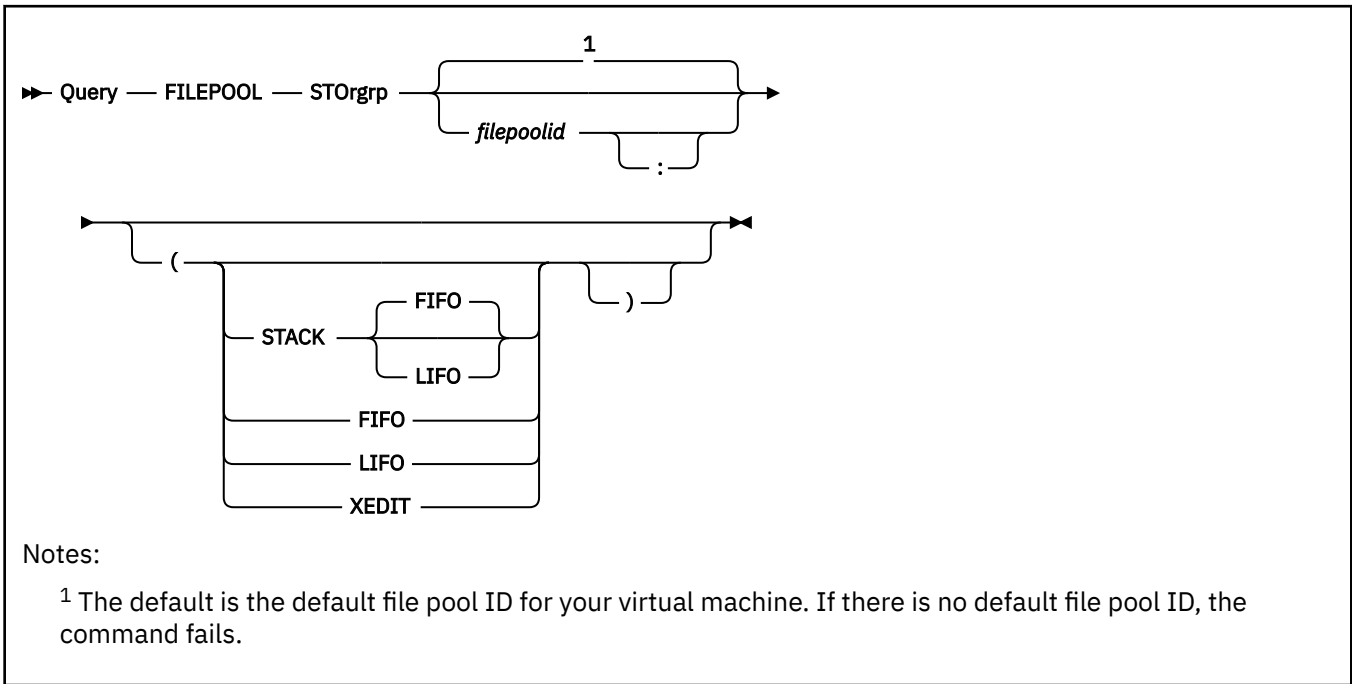 1
Query FILEPOOL STOrgrp
filepoolid
:
(
FIFO
)
STACK
LIFO
FIFO
LIFO
XEDIT
Notes:
1 The default is the default file pool ID for your virtual machine. If there is no default file pool ID, the
command fails.